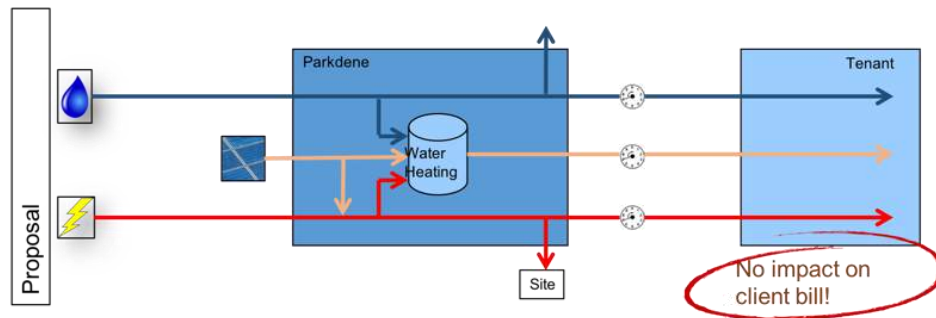 Proposal
Parkdene
Tenant
Water
Heating
Site
No impact on
client bill!